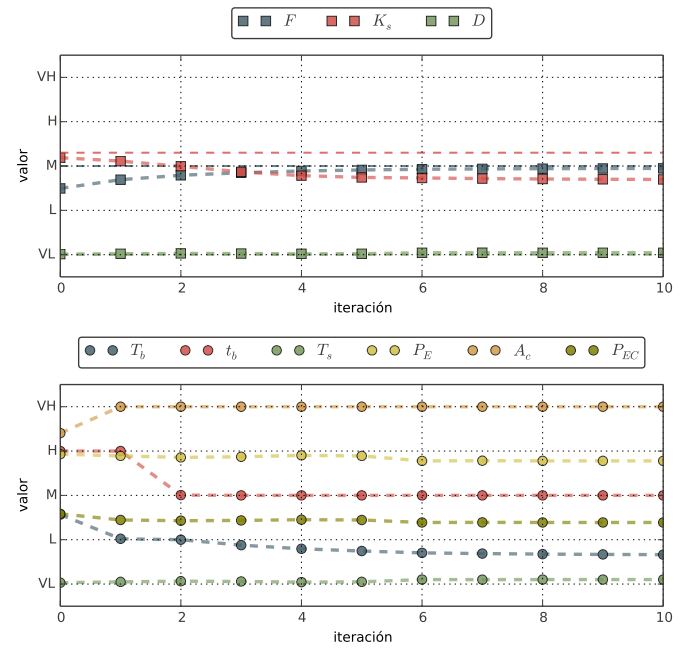 F K_s D
VH
H
M
L
VL
valor
0 2 4 6 8 10
iteración
T_b t_b T_s P_E A_c P_EC
VH
H
M
L
VL
valor
0 2 4 6 8 10
iteración